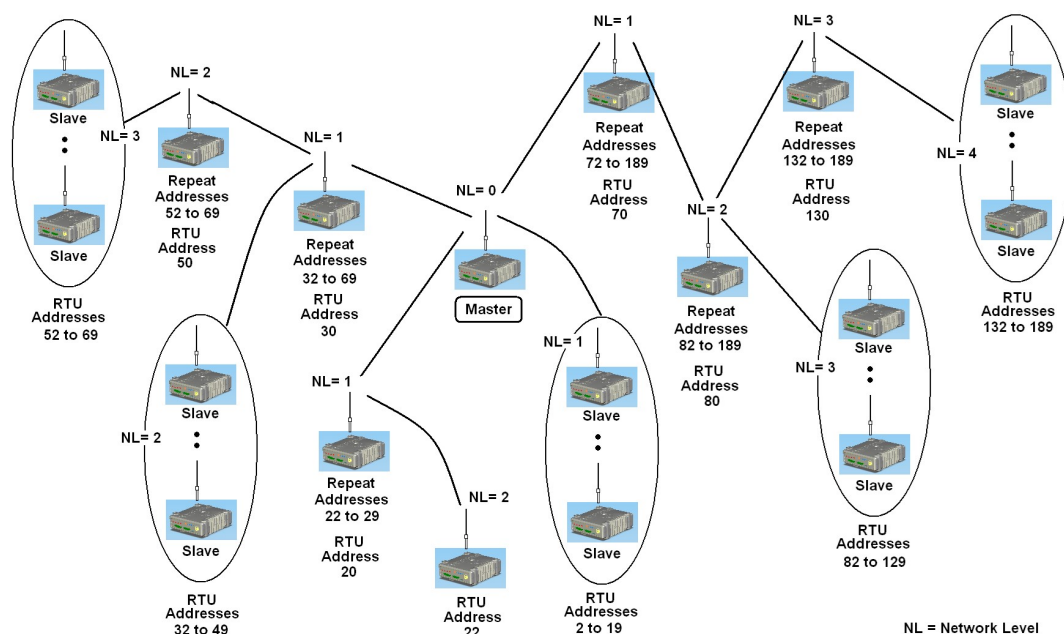 NL= 1
NL= 3
NL= 2
Slave
NL= 3
Slave
RTU
Addresses
52 to 69
Repeat
Addresses
52 to 69
RTU
Address
50
NL= 1
Repeat
Addresses
32 to 69
RTU
Address
30
NL= 0
Master
Repeat
Addresses
72 to 189
RTU
Address
70
NL= 2
Repeat
Addresses
82 to 189
RTU
Address
80
Repeat
Addresses
132 to 189
RTU
Address
130
Slave
NL= 4
Slave
RTU
Addresses
132 to 189
NL= 2
Slave
Slave
RTU
Addresses
32 to 49
NL= 1
Repeat
Addresses
22 to 29
RTU
Address
20
NL= 2
RTU
Address
22
NL= 1
Slave
Slave
RTU
Addresses
2 to 19
NL= 3
Slave
Slave
RTU
Addresses
82 to 129
NL = Network Level